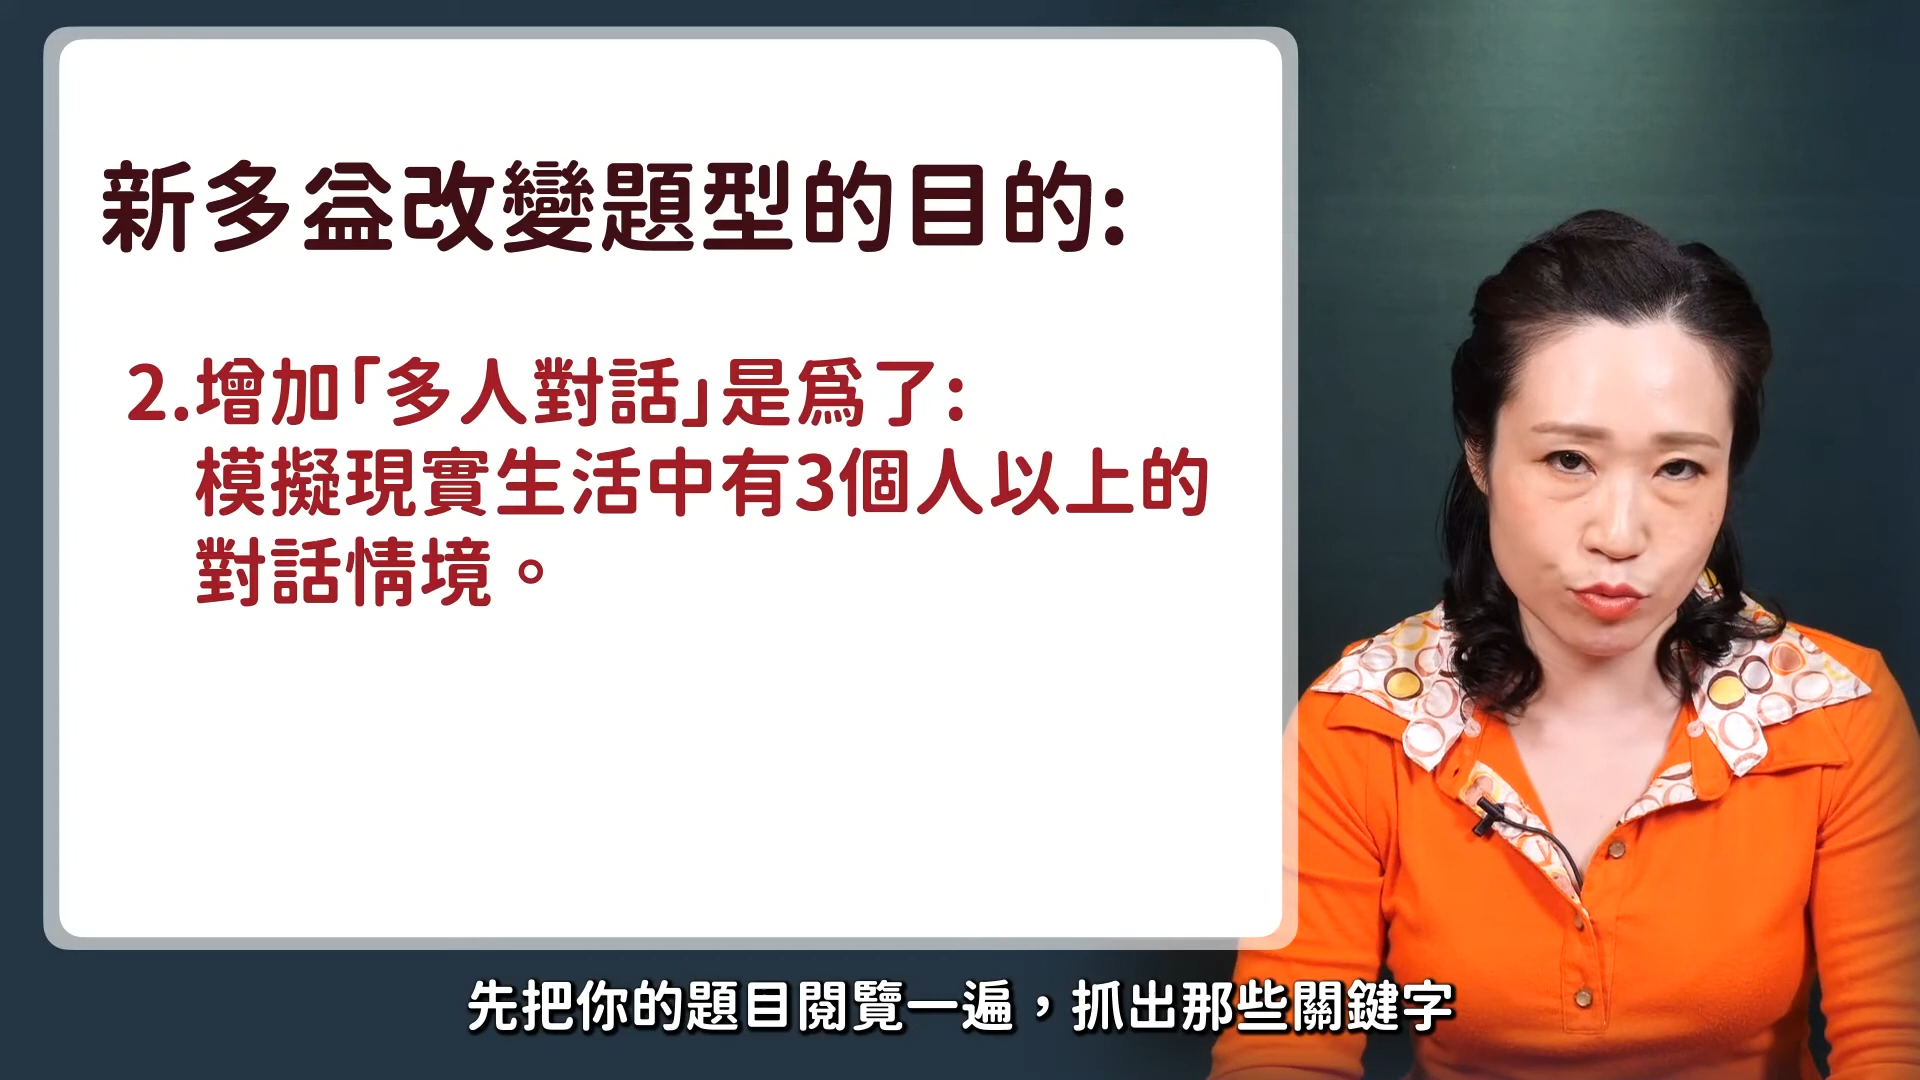 新多益改變題型的目的:
2.增加「多人對話」是為了:
模擬現實生活中有3個人以上的
對話情境。
先把你的題目閱覽一遍，抓出那些關鍵字